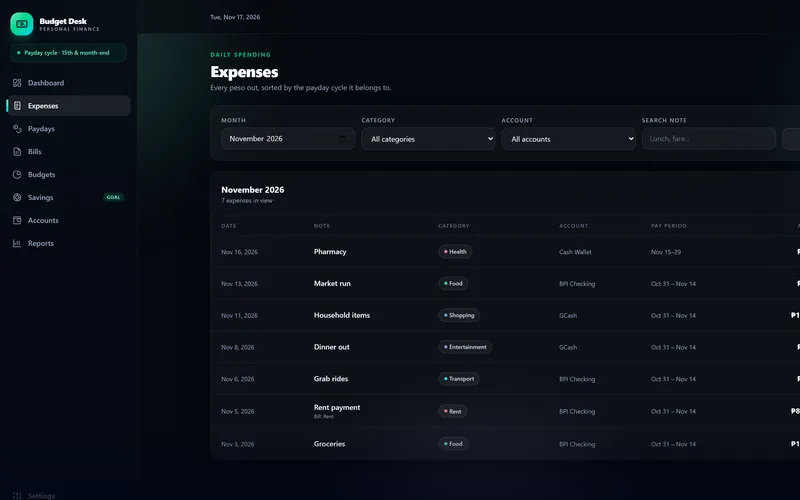 Budget Desk
PERSONAL FINANCE
Payday cycle · 15th & month-end
Dashboard
Expenses
Paydays
Bills
Budgets
Savings GOAL
Accounts
Reports
Settings
Tue, Nov 17, 2026
DAILY SPENDING
Expenses
Every peso out, sorted by the payday cycle it belongs to.
MONTH CATEGORY ACCOUNT SEARCH NOTE
November 2026 All categories All accounts Lunch, fare...
November 2026
7 expenses in view
DATE NOTE CATEGORY ACCOUNT PAY PERIOD
Nov 16, 2026 Pharmacy Health Cash Wallet Nov 15–29
Nov 13, 2026 Market run Food BPI Checking Oct 31 – Nov 14
Nov 11, 2026 Household items Shopping GCash Oct 31 – Nov 14 ₱1
Nov 8, 2026 Dinner out Entertainment GCash Oct 31 – Nov 14
Nov 6, 2026 Grab rides Transport BPI Checking Oct 31 – Nov 14
Nov 5, 2026 Rent payment Rent BPI Checking Oct 31 – Nov 14 ₱8
Bill: Rent
Nov 3, 2026 Groceries Food BPI Checking Oct 31 – Nov 14 ₱1